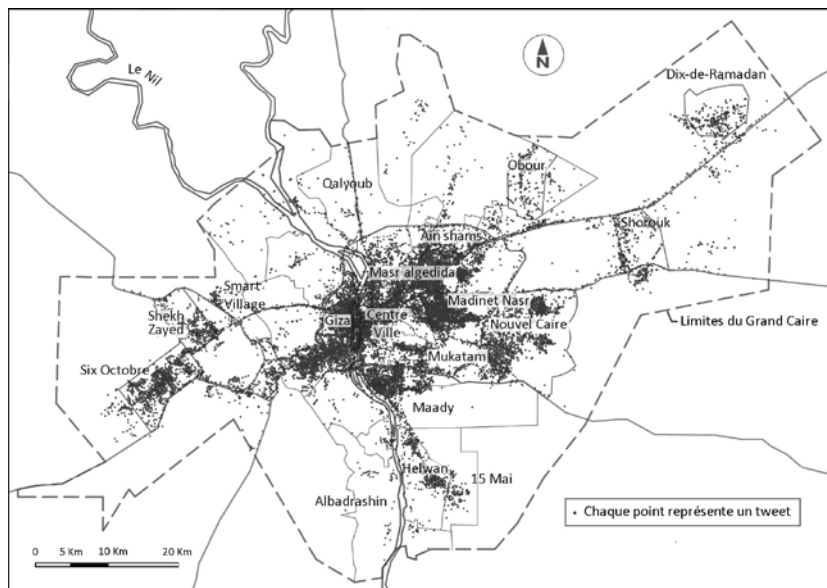 Le Nil
N
Dix-de-Ramadan
Obour
Qalyoub
Shorouk
Ain shams
Masr algedida
Smart
Village
Madinet Nasr
Shekh
Zayed
Giza
Centre
Ville
Nouvel Caire
Limites du Grand Caire
Mukatam
Six Octobre
Maady
Helwan
15 Mai
Albadrashin
Chaque point représente un tweet
0 5 Km 10 Km 20 Km